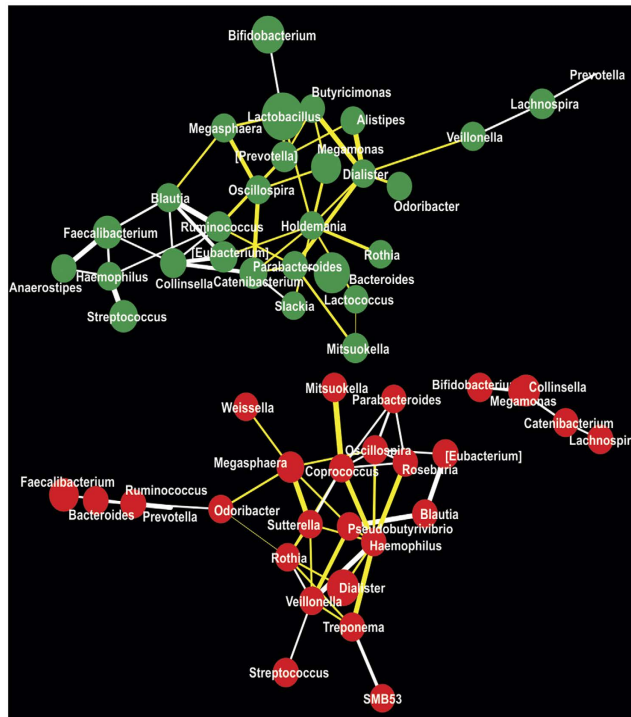 Bifidobacterium
Butyricimonas
Prevotella
Lachnospira
Lactobacillus
Alistipes
Megasphaera
Veillonella
Megamonas
[Prevotella]
Dialister
Oscillospira
Odoribacter
Blautia
Ruminococcus
Holdemania
Faecalibacterium
[Eubacterium]
Rothia
Parabacteroides
Haemophilus
Anaerostipes
Collinsella
Catenibacterium
Bacteroides
Lactococcus
Slackia
Streptococcus
Mitsuokella
Mitsuokella
Bifidobacterium
Collinsella
Parabacteroides
Megamonas
Weissella
Catenibacterium
Lachnospir
Oscillospira
[Eubacterium]
Megasphaera
Coprococcus
Roseburia
Faecalibacterium
Ruminococcus
Bacteroides
Prevotella
Odoribacter
Blautia
Sutterella
Pseudobutyrivibrio
Haemophilus
Rothia
Dialister
Veillonella
Treponema
Streptococcus
SMB53